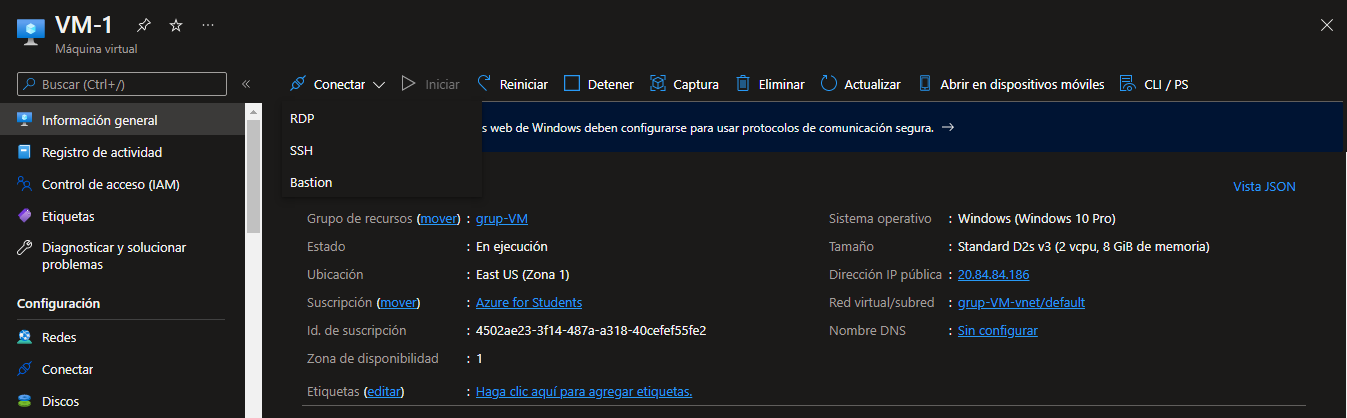 VM-1
Máquina virtual
Buscar (Ctrl+/)
Conectar Iniciar Reiniciar Detener Captura Eliminar Actualizar Abrir en dispositivos móviles CLI / PS
RDP
SSH
Bastion
s web de Windows deben configurarse para usar protocolos de comunicación segura. →
Vista JSON
Información general
Registro de actividad
Control de acceso (IAM)
Etiquetas
Diagnosticar y solucionar
problemas
Configuración
Redes
Conectar
Discos
Grupo de recursos (mover) : grup-VM
Estado : En ejecución
Ubicación : East US (Zona 1)
Suscripción (mover) : Azure for Students
Id. de suscripción : 4502ae23-3f14-487a-a318-40cefef55fe2
Zona de disponibilidad : 1
Etiquetas (editar) : Haga clic aquí para agregar etiquetas.
Sistema operativo : Windows (Windows 10 Pro)
Tamaño : Standard D2s v3 (2 vcpu, 8 GiB de memoria)
Dirección IP pública : 20.84.84.186
Red virtual/subred : grup-VM-vnet/default
Nombre DNS : Sin configurar